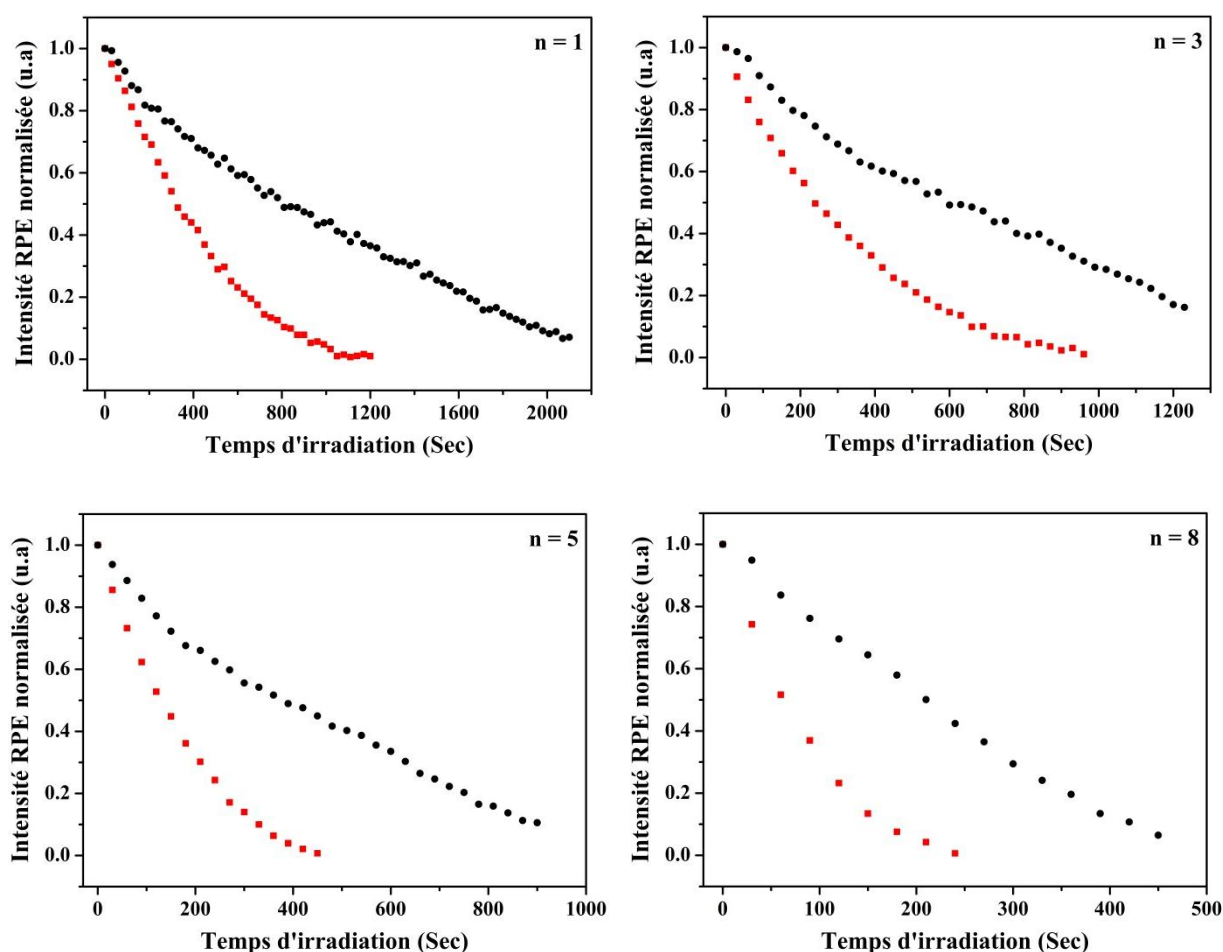 n = 1
Intensité RPE normalisée (u.a)
1.0
0.8
0.6
0.4
0.2
0.0
0 400 800 1200 1600 2000
Temps d'irradiation (Sec)
n = 3
Intensité RPE normalisée (u.a)
1.0
0.8
0.6
0.4
0.2
0.0
0 200 400 600 800 1000 1200
Temps d'irradiation (Sec)
n = 5
Intensité RPE normalisée (u.a)
1.0
0.8
0.6
0.4
0.2
0.0
0 200 400 600 800 1000
Temps d'irradiation (Sec)
n = 8
Intensité RPE normalisée (u.a)
1.0
0.8
0.6
0.4
0.2
0.0
0 100 200 300 400 500
Temps d'irradiation (Sec)